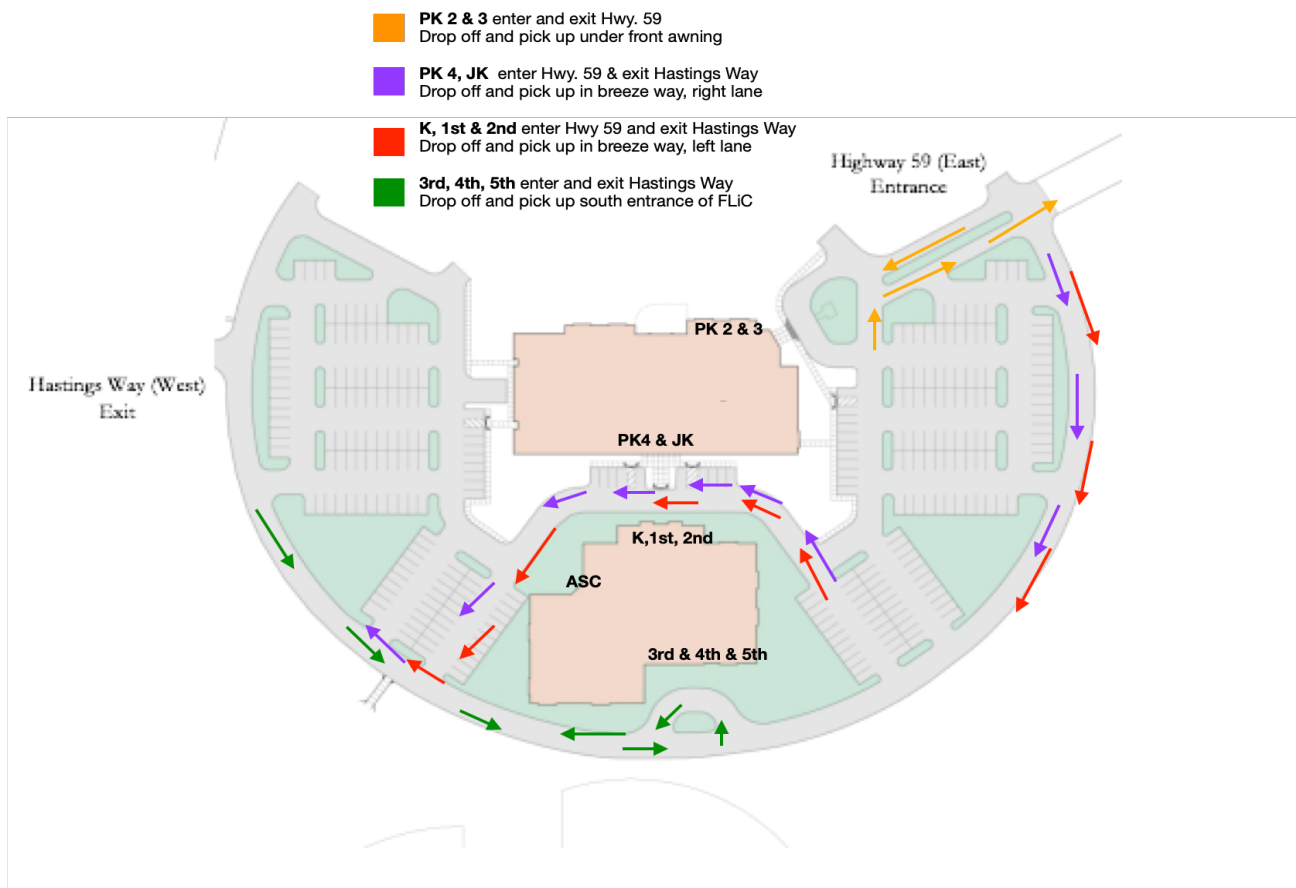 PK 2 & 3 enter and exit Hwy. 59
Drop off and pick up under front awning
PK 4, JK  enter Hwy. 59 & exit Hastings Way
Drop off and pick up in breeze way, right lane
K, 1st & 2nd enter Hwy 59 and exit Hastings Way
Drop off and pick up in breeze way, left lane
3rd, 4th, 5th enter and exit Hastings Way
Drop off and pick up south entrance of FLiC
Highway 59 (East)
Entrance
PK 2 & 3
Hastings Way (West)
Exit
PK4 & JK
K,1st, 2nd
ASC
3rd & 4th & 5th